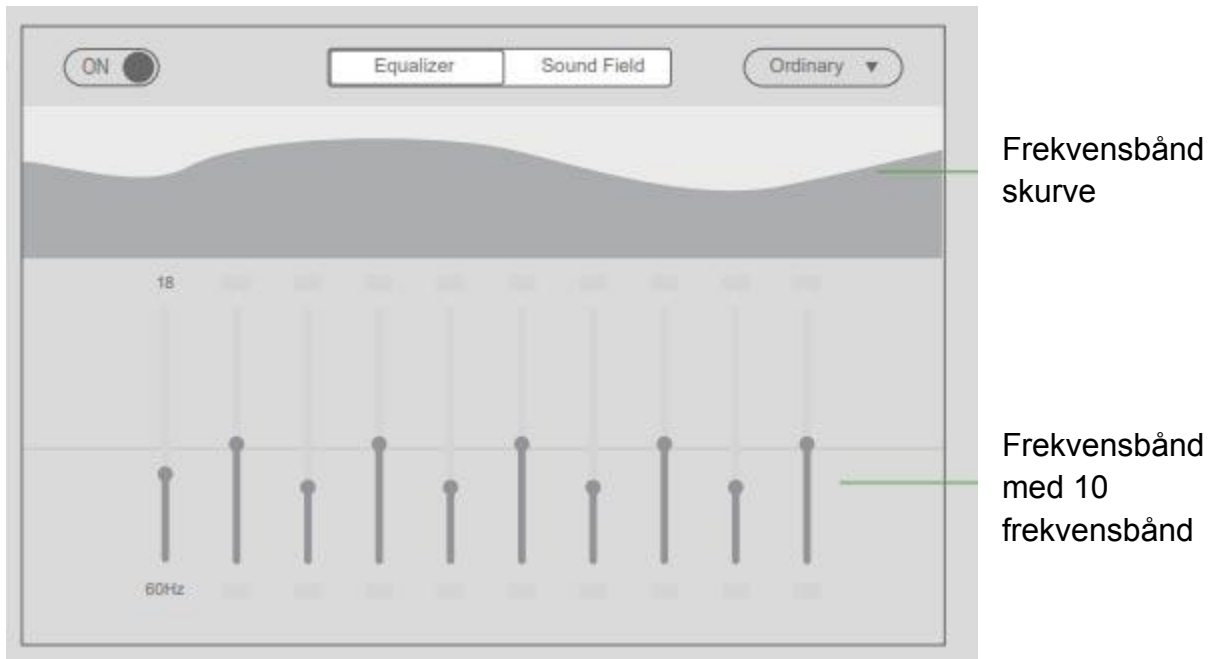 ON
Equalizer
Sound Field
Ordinary ▼
Frekvensbånd
skurve
18
Frekvensbånd
med 10
frekvensbånd
60Hz